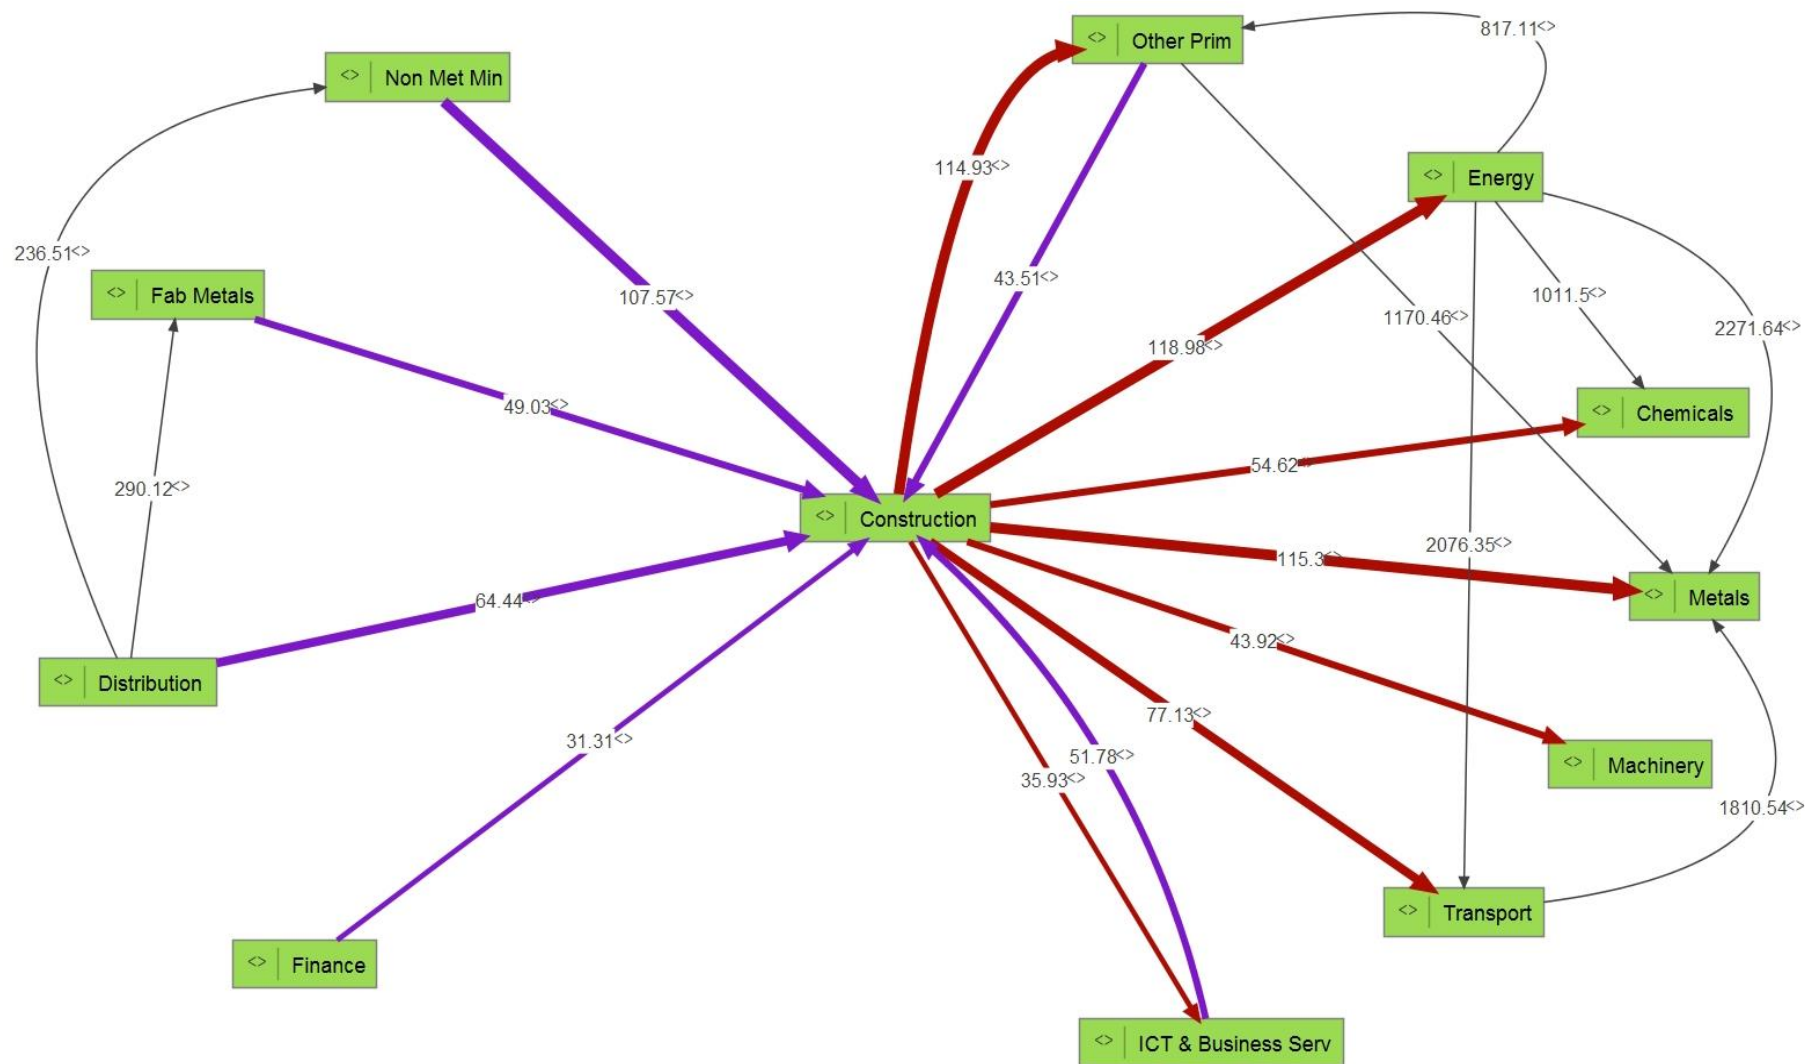 <> Other Prim
817.11<>
<> Non Met Min
114.93<>
<> Energy
236.51<>
43.51<>
<> Fab Metals
107.57<>
1011.5<>
1170.46<>
2271.64<>
118.98<>
49.03<>
<> Chemicals
54.62<>
290.12<>
<> Construction
2076.35<>
115.3<>
64.44<>
<> Metals
43.92<>
<> Distribution
77.13<>
31.31<>
51.78<>
<> Machinery
35.93<>
1810.54<>
<> Transport
<> Finance
<> ICT & Business Serv